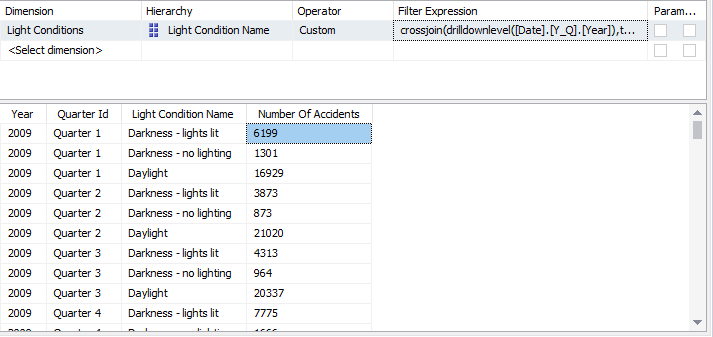 Dimension Hierarchy Operator Filter Expression Param...
Light Conditions Light Condition Name Custom crossjoin(drilldownlevel([Date].[Y_Q].[Year]),t...
<Select dimension>
Year Quarter Id Light Condition Name Number Of Accidents
2009 Quarter 1 Darkness - lights lit 6199
2009 Quarter 1 Darkness - no lighting 1301
2009 Quarter 1 Daylight 16929
2009 Quarter 2 Darkness - lights lit 3873
2009 Quarter 2 Darkness - no lighting 873
2009 Quarter 2 Daylight 21020
2009 Quarter 3 Darkness - lights lit 4313
2009 Quarter 3 Darkness - no lighting 964
2009 Quarter 3 Daylight 20337
2009 Quarter 4 Darkness - lights lit 7775